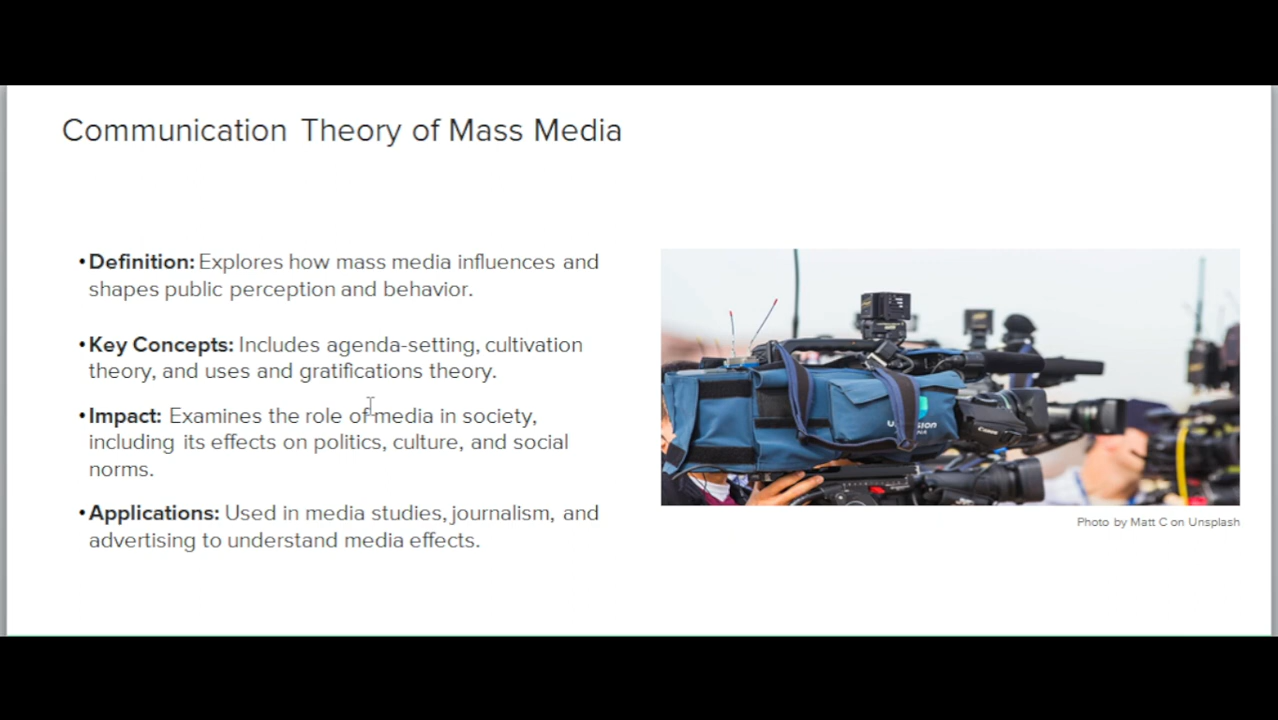 Communication Theory of Mass Media
•Definition: Explores how mass media influences and
shapes public perception and behavior.
•Key Concepts: Includes agenda-setting, cultivation
theory, and uses and gratifications theory.
•Impact: Examines the role of media in society,
including its effects on politics, culture, and social
norms.
•Applications: Used in media studies, journalism, and
advertising to understand media effects.
Canon
Photo by Matt C on Unsplash